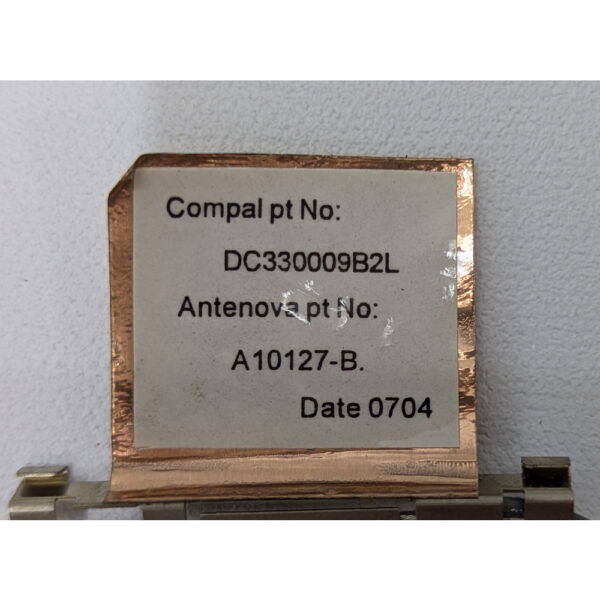 Compal pt No:
DC330009B2L
Antenova pt No:
A10127-B.
Date 0704